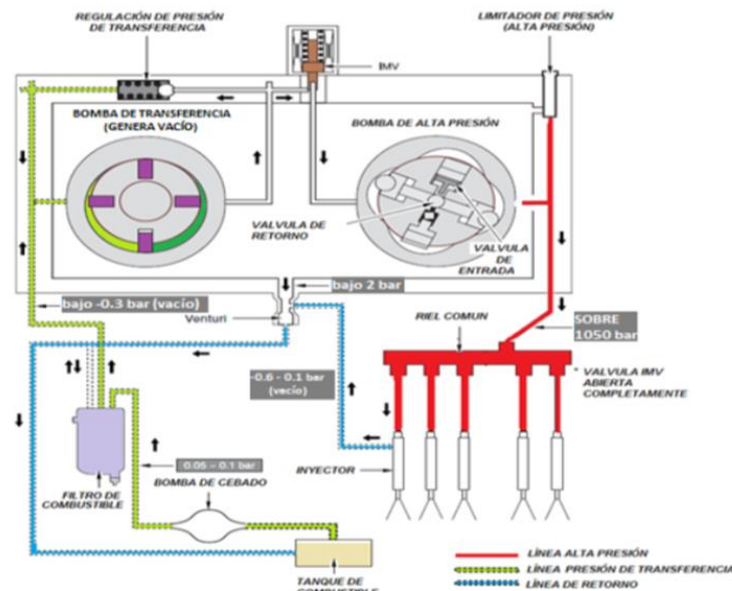 REGULACIÓN DE PRESIÓN
DE TRANSFERENCIA
IMV
LIMITADOR DE PRESIÓN
(ALTA PRESIÓN)
BOMBA DE TRANSFERENCIA
(GENERA VACÍO)
BOMBA DE ALTA PRESIÓN
VALVULA DE
RETORNO
VALVULA
DE
ENTRADA
bajo -0.3 bar (vacío)
bajo 2 bar
Venturi
RIEL COMUN
SOBRE
1050 bar
-0.6 - 0.1 bar
(vacío)
* VALVULA IMV
ABIERTA
COMPLETAMENTE
INYECTOR
0.05 – 0.1 bar
FILTRO DE
COMBUSTIBLE
BOMBA DE CEBADO
TANQUE DE
COMBUSTIBLE
LÍNEA ALTA PRESIÓN
LÍNEA PRESIÓN DE TRANSFERENCIA
LÍNEA DE RETORNO